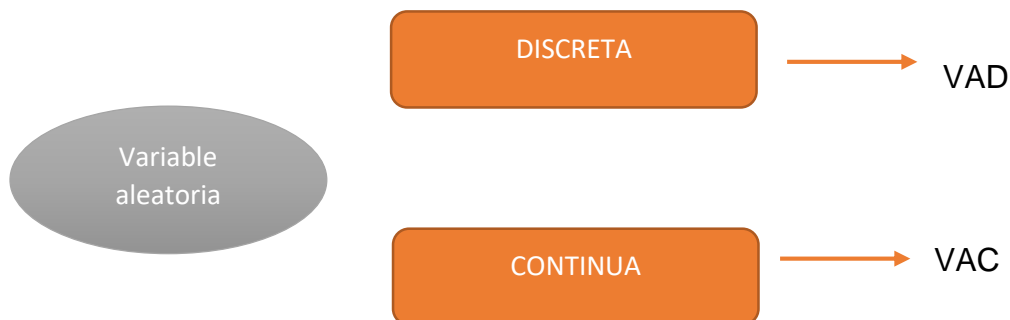 DISCRETA
VAD
Variable
aleatoria
CONTINUA
VAC